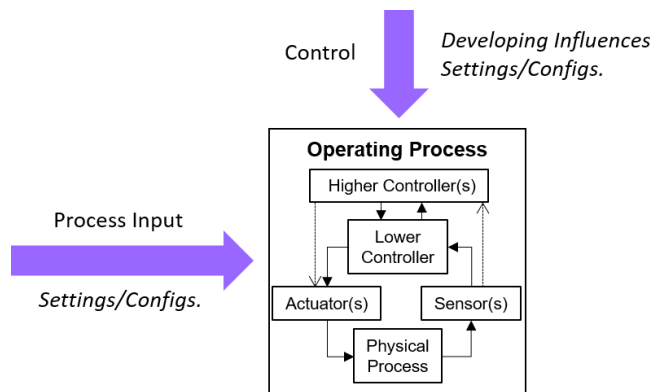 Control
Developing Influences
Settings/Configs.
Operating Process
Higher Controller(s)
Process Input
Lower
Controller
Settings/Configs.
Actuator(s)
Sensor(s)
Physical
Process